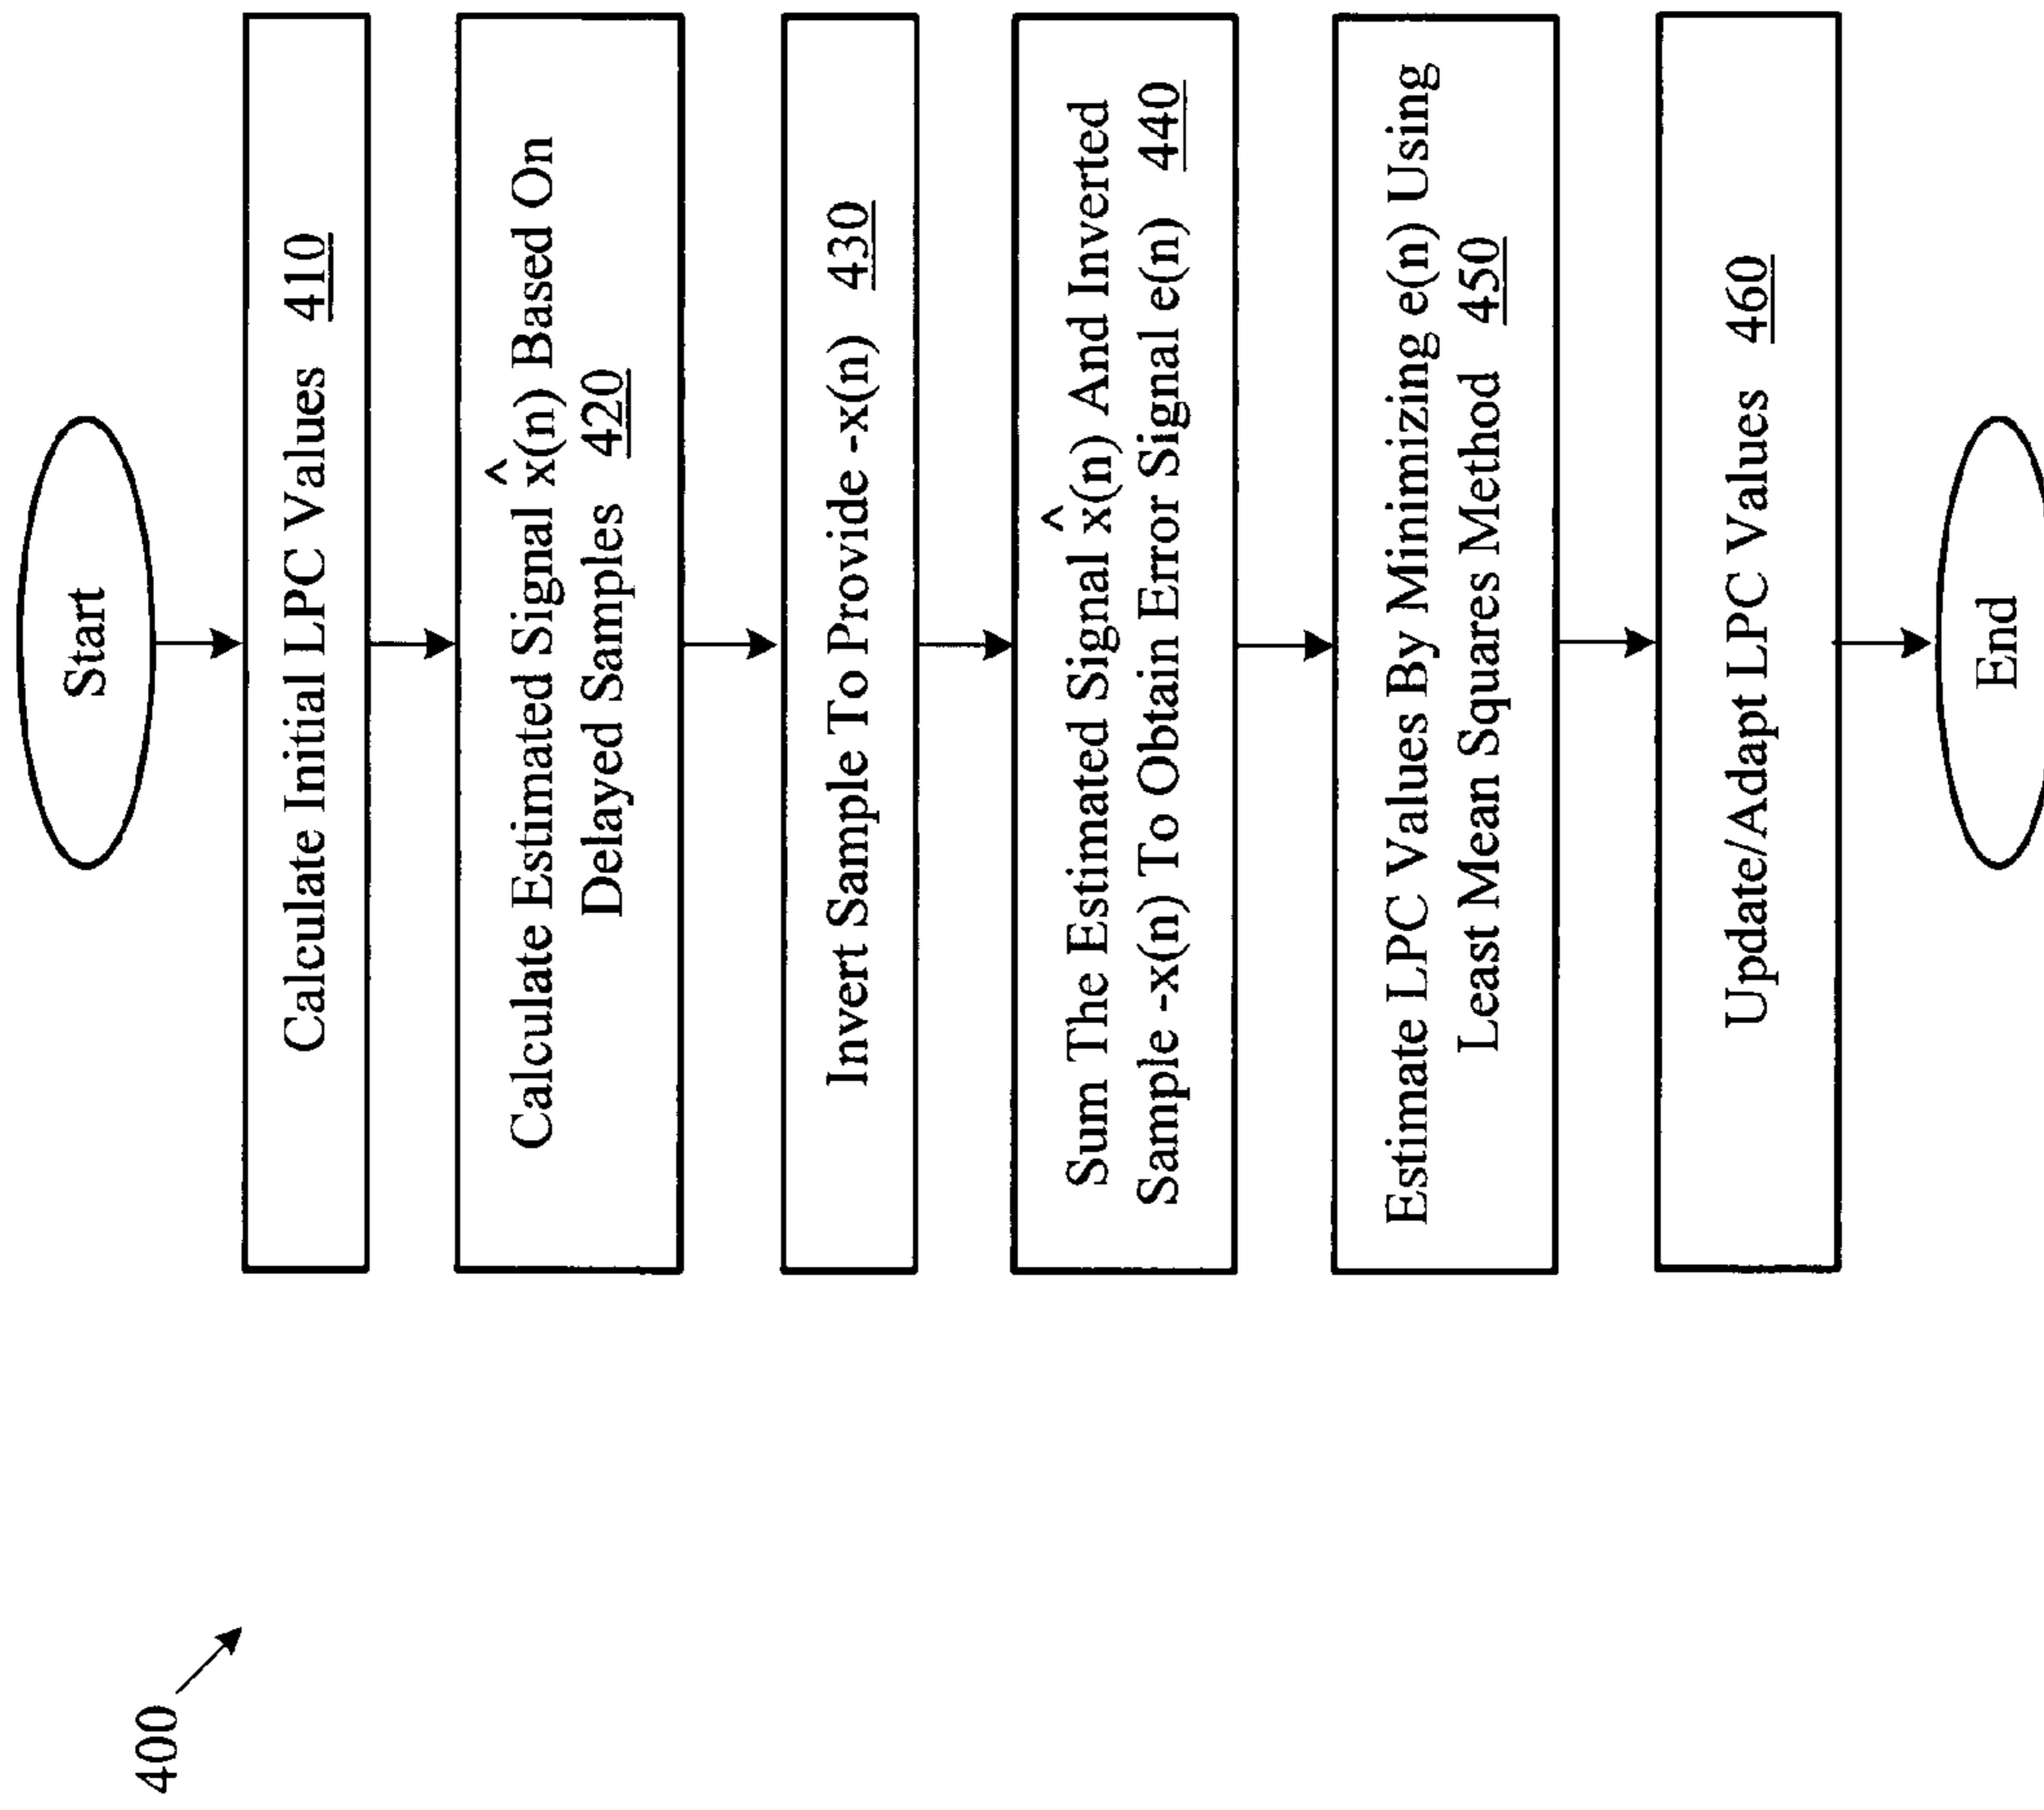 400
Start
Calculate Initial LPC Values 410
Calculate Estimated Signal x̂(n) Based On
Delayed Samples 420
Invert Sample To Provide -x(n) 430
Sum The Estimated Signal x̂(n) And Inverted
Sample -x(n) To Obtain Error Signal e(n) 440
Estimate LPC Values By Minimizing e(n) Using
Least Mean Squares Method 450
Update/Adapt LPC Values 460
End